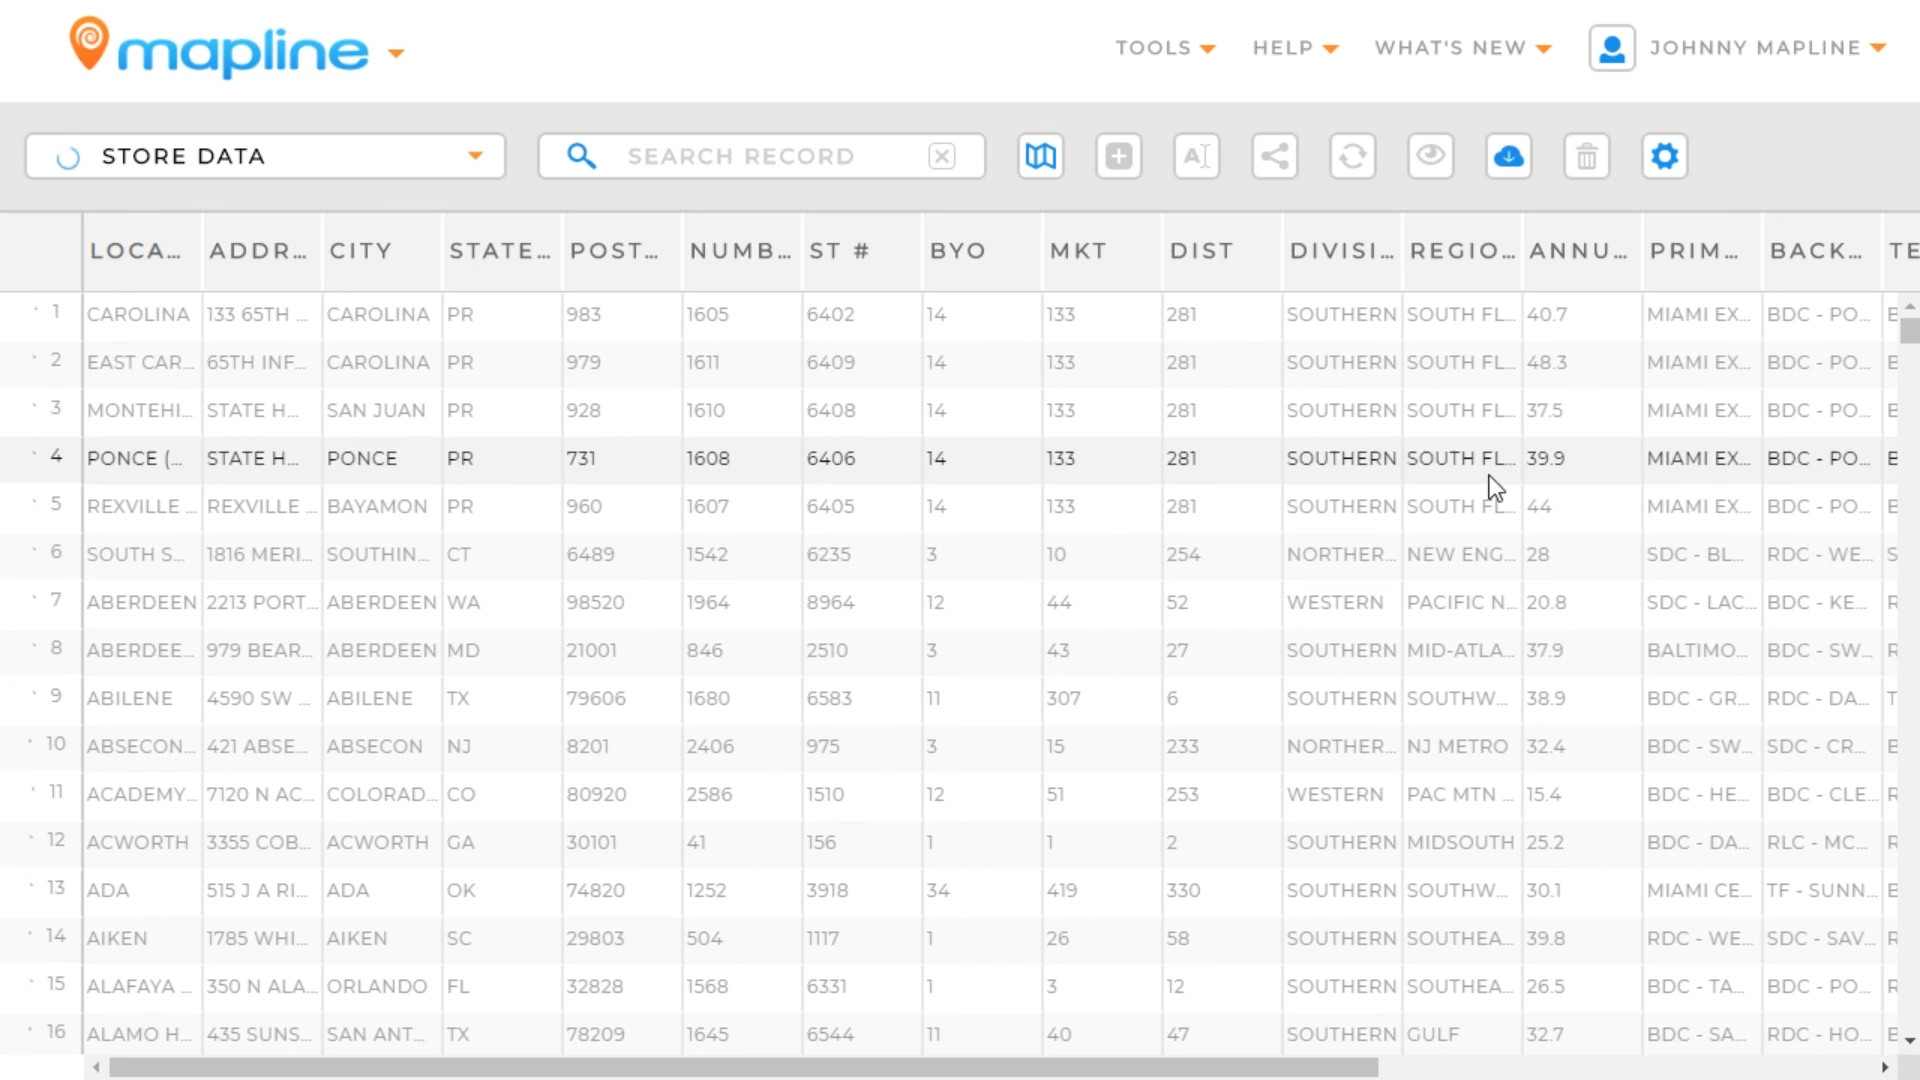 mapline
TOOLS HELP WHAT'S NEW JOHNNY MAPLINE
STORE DATA SEARCH RECORD
LOCA... ADDR... CITY STATE... POST... NUMB... ST # BYO MKT DIST DIVISI... REGIO... ANNU... PRIM... BACK... TE
1 CAROLINA 133 65TH ... CAROLINA PR 983 1605 6402 14 133 281 SOUTHERN SOUTH FL... 40.7 MIAMI EX... BDC - PO... B
2 EAST CAR... 65TH INF... CAROLINA PR 979 1611 6409 14 133 281 SOUTHERN SOUTH FL... 48.3 MIAMI EX... BDC - PO... B
3 MONTEHI... STATE H... SAN JUAN PR 928 1610 6408 14 133 281 SOUTHERN SOUTH FL... 37.5 MIAMI EX... BDC - PO... B
4 PONCE (... STATE H... PONCE PR 731 1608 6406 14 133 281 SOUTHERN SOUTH FL... 39.9 MIAMI EX... BDC - PO... B
5 REXVILLE ... REXVILLE ... BAYAMON PR 960 1607 6405 14 133 281 SOUTHERN SOUTH FL... 44 MIAMI EX... BDC - PO... B
6 SOUTH S... 1816 MERI... SOUTHIN... CT 6489 1542 6235 3 10 254 NORTHER... NEW ENG... 28 SDC - BL... RDC - WE... S
7 ABERDEEN 2213 PORT... ABERDEEN WA 98520 1964 8964 12 44 52 WESTERN PACIFIC N... 20.8 SDC - LAC... BDC - KE... R
8 ABERDEE... 979 BEAR... ABERDEEN MD 21001 846 2510 3 43 27 SOUTHERN MID-ATLA... 37.9 BALTIMO... BDC - SW... R
9 ABILENE 4590 SW ... ABILENE TX 79606 1680 6583 11 307 6 SOUTHERN SOUTHW... 38.9 BDC - GR... RDC - DA... T
10 ABSECON... 421 ABSE... ABSECON NJ 8201 2406 975 3 15 233 NORTHER... NJ METRO 32.4 BDC - SW... SDC - CR... B
11 ACADEMY... 7120 N AC... COLORAD... CO 80920 2586 1510 12 51 253 WESTERN PAC MTN ... 15.4 BDC - HE... BDC - CLE... R
12 ACWORTH 3355 COB... ACWORTH GA 30101 41 156 1 1 2 SOUTHERN MIDSOUTH 25.2 BDC - DA... RLC - MC... R
13 ADA 515 J A RI... ADA OK 74820 1252 3918 34 419 330 SOUTHERN SOUTHW... 30.1 MIAMI CE... TF - SUNN... B
14 AIKEN 1785 WHI... AIKEN SC 29803 504 1117 1 26 58 SOUTHERN SOUTHEA... 39.8 RDC - WE... SDC - SAV... R
15 ALAFAYA ... 350 N ALA... ORLANDO FL 32828 1568 6331 1 3 12 SOUTHERN SOUTHEA... 26.5 BDC - TA... BDC - PO... R
16 ALAMO H... 435 SUNS... SAN ANT... TX 78209 1645 6544 11 40 47 SOUTHERN GULF 32.7 BDC - SA... RDC - HO... B